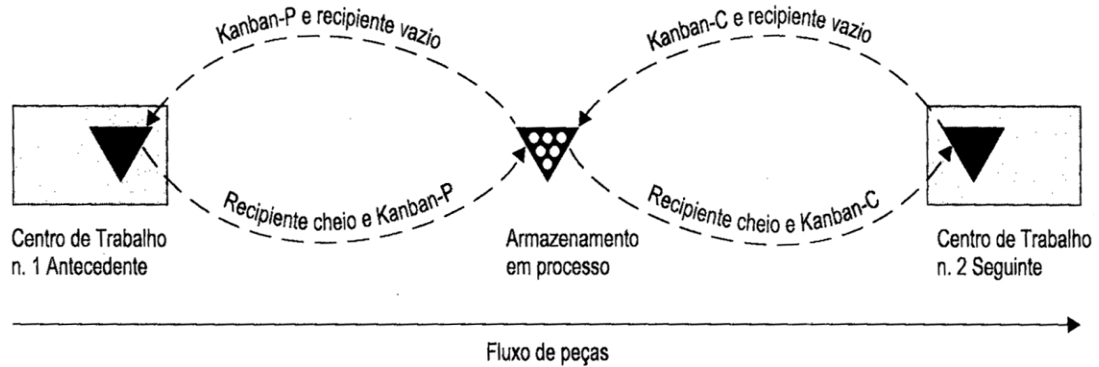 Kanban-P e recipiente vazio
Kanban-C e recipiente vazio
Recipiente cheio e Kanban-P
Recipiente cheio e Kanban-C
Centro de Trabalho
n. 1 Antecedente
Armazenamento
em processo
Centro de Trabalho
n. 2 Seguinte
Fluxo de peças